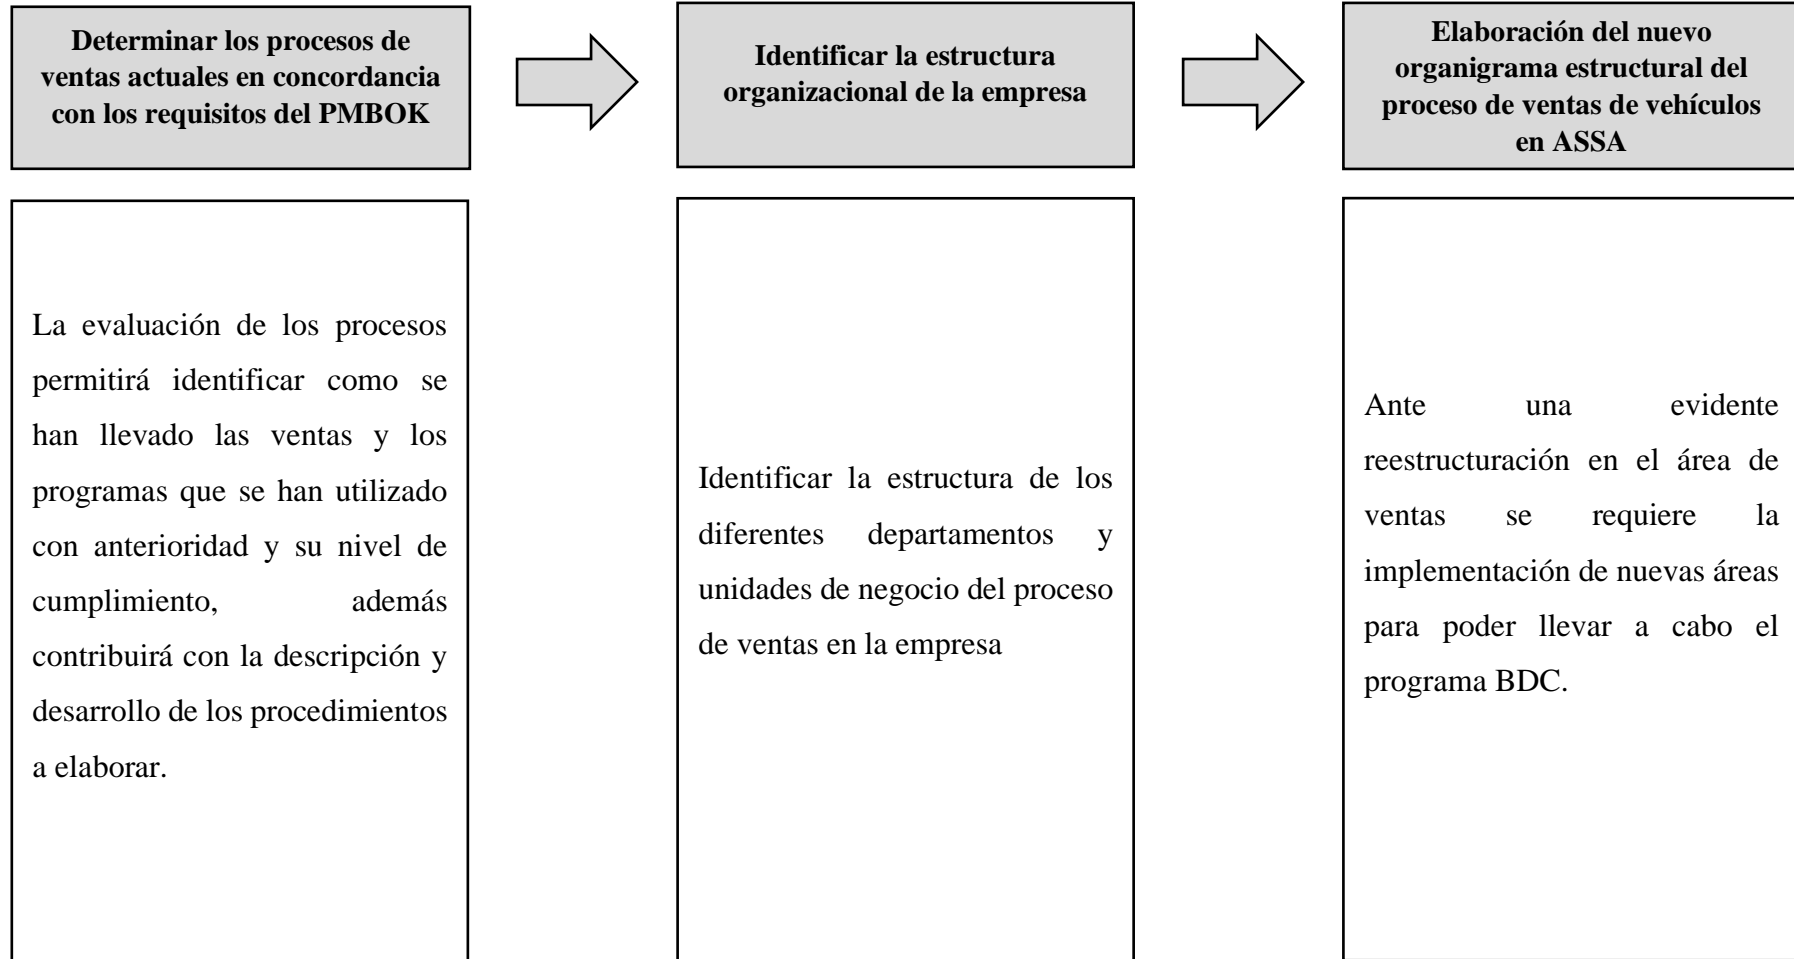 Determinar los procesos de
ventas actuales en concordancia
con los requisitos del PMBOK
Identificar la estructura
organizacional de la empresa
Elaboración del nuevo
organigrama estructural del
proceso de ventas de vehículos
en ASSA
La evaluación de los procesos
permitirá identificar como se
han llevado las ventas y los
programas que se han utilizado
con anterioridad y su nivel de
cumplimiento, además
contribuirá con la descripción y
desarrollo de los procedimientos
a elaborar.
Identificar la estructura de los
diferentes departamentos y
unidades de negocio del proceso
de ventas en la empresa
Ante una evidente
reestructuración en el área de
ventas se requiere la
implementación de nuevas áreas
para poder llevar a cabo el
programa BDC.